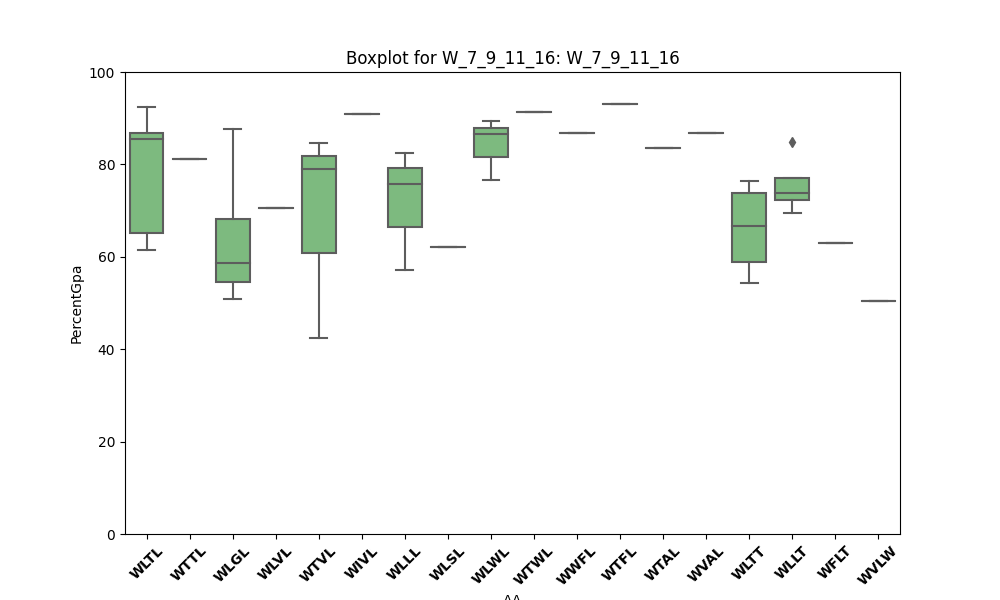 Boxplot for W_7_9_11_16: W_7_9_11_16
100
80
60
40
20
0
PercentGpa
WLTL
WTTL
WLGL
WLVL
WTVL
WIVL
WLLL
WLSL
WLWL
WTWL
WWFL
WTFL
WTAL
WVAL
WLTT
WLLT
WFLT
WVLW
AA